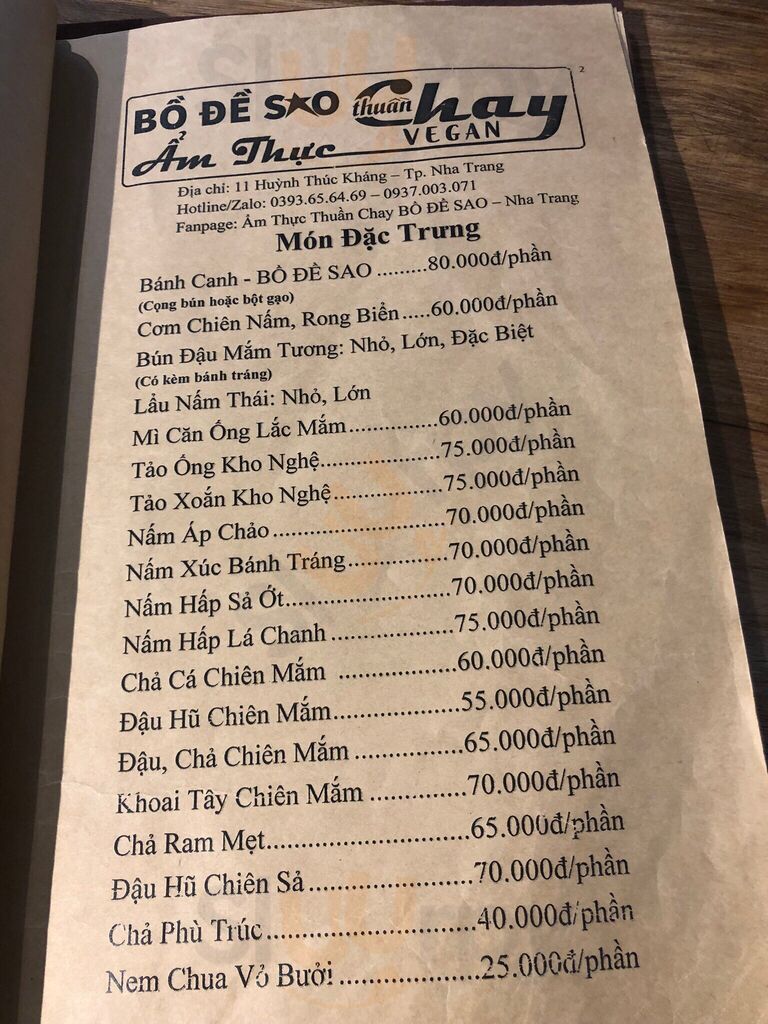 2
BỒ ĐỀ SAO thuần Chay
Ẩm Thực VEGAN
Địa chỉ: 11 Huỳnh Thúc Kháng – Tp. Nha Trang
Hotline/Zalo: 0393.65.64.69 – 0937.003.071
Fanpage: Ẩm Thực Thuần Chay BỒ ĐỀ SAO – Nha Trang
Món Đặc Trưng
Bánh Canh - BỒ ĐỀ SAO .........80.000đ/phần
(Cọng bún hoặc bột gạo)
Cơm Chiên Nấm, Rong Biển.....60.000đ/phần
Bún Đậu Mắm Tương: Nhỏ, Lớn, Đặc Biệt
(Có kèm bánh tráng)
Lẩu Nấm Thái: Nhỏ, Lớn
Mì Căn Ống Lắc Mắm...............60.000đ/phần
Tảo Ống Kho Nghệ....................75.000đ/phần
Tảo Xoắn Kho Nghệ..................75.000đ/phần
Nấm Áp Chảo............................70.000đ/phần
Nấm Xúc Bánh Tráng................70.000đ/phần
Nấm Hấp Sả Ớt..........................70.000đ/phần
Nấm Hấp Lá Chanh ...................75.000đ/phần
Chả Cá Chiên Mắm ..................60.000đ/phần
Đậu Hũ Chiên Mắm...................55.000đ/phần
Đậu, Chả Chiên Mắm ................65.000đ/phần
Khoai Tây Chiên Mắm ..............70.000đ/phần
Chả Ram Mẹt.............................65.000đ/phần
Đậu Hũ Chiên Sả .......................70.000đ/phần
Chả Phù Trúc.............................40.000đ/phần
Nem Chua Vỏ Bưởi ...................25.000đ/phần